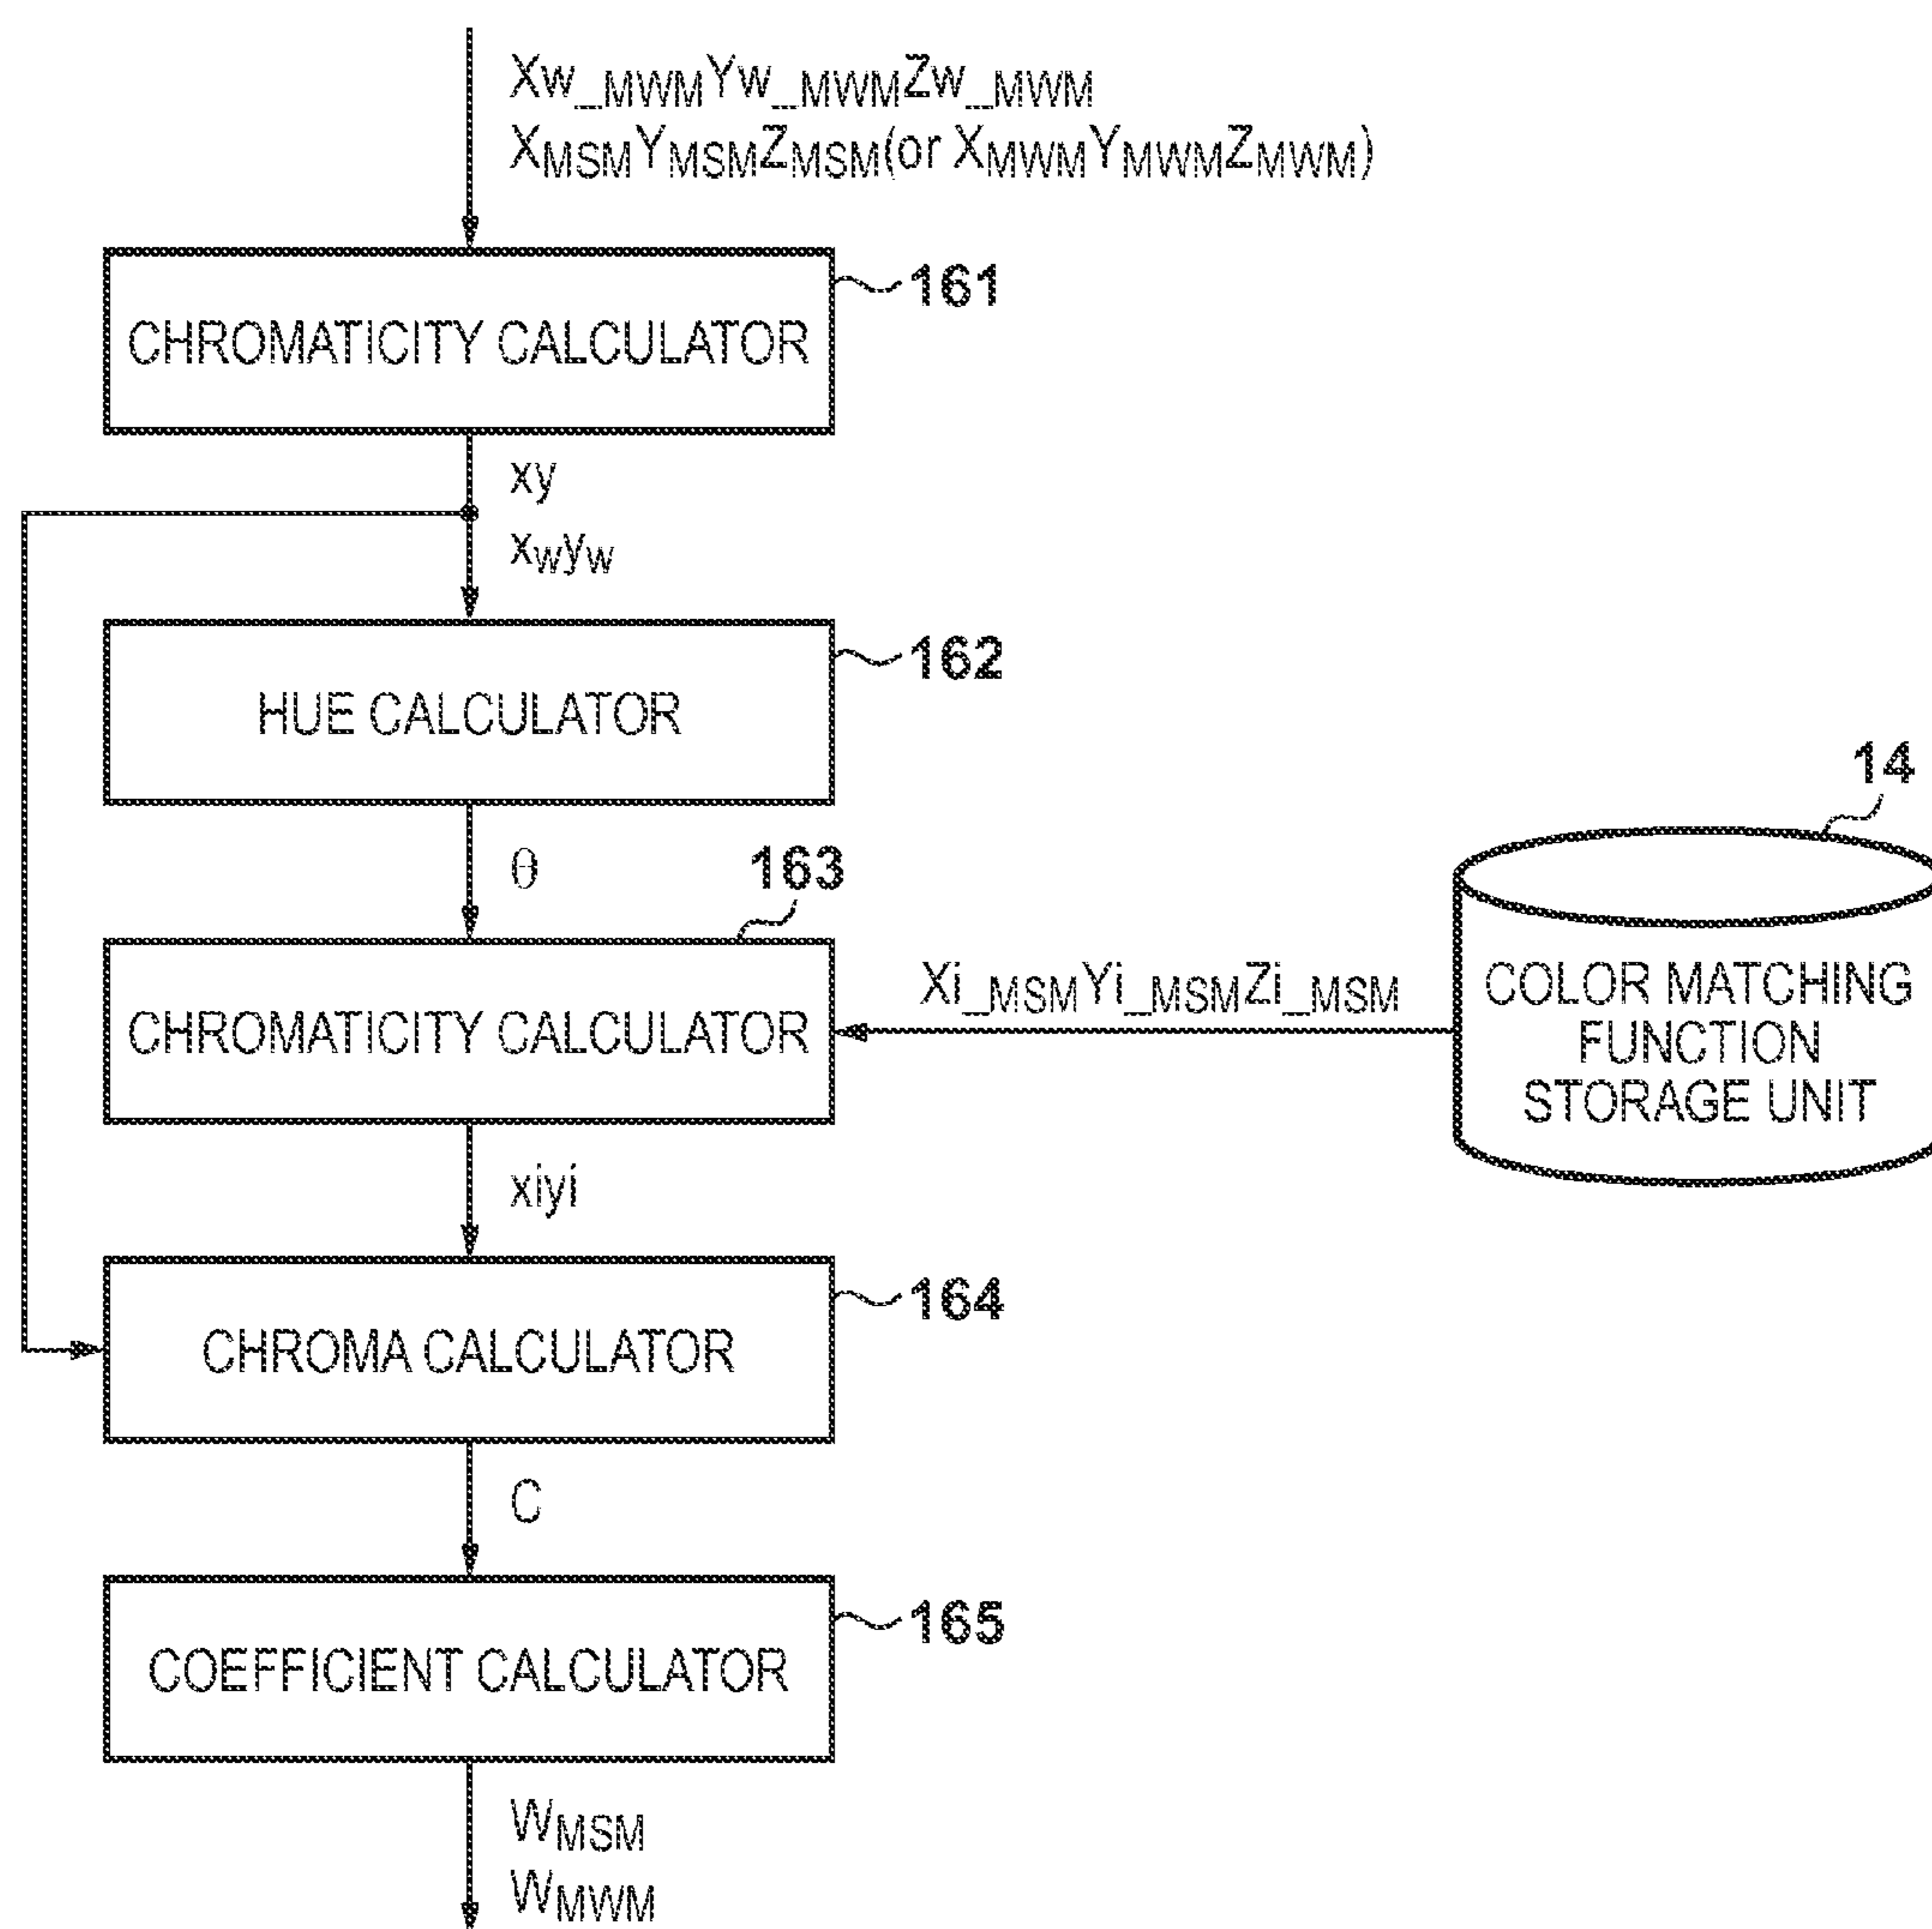 Xw_MWMYw_MWMZw_MWM
XMSMYMSMZMSM(or XMWMYMWMZMWM)
161
CHROMATICITY CALCULATOR
xy
xwyw
162
HUE CALCULATOR
14
θ
163
CHROMATICITY CALCULATOR
Xi_MSMYi_MSMZi_MSM
COLOR MATCHING
FUNCTION
STORAGE UNIT
xiyi
164
CHROMA CALCULATOR
C
165
COEFFICIENT CALCULATOR
WMSM
WMWM